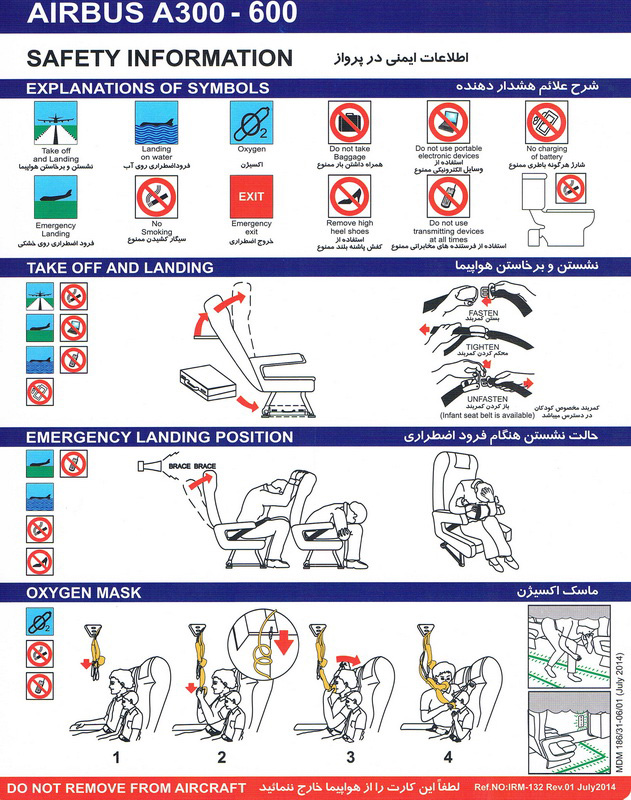 AIRBUS A300 - 600
SAFETY INFORMATION
اطلاعات ایمنی در پرواز
EXPLANATIONS OF SYMBOLS
شرح علائم هشدار دهنده
Take off
and Landing
نشستن و برخاستن هواپیما
Landing
on water
فروداضطراری روی آب
O2
Oxygen
اکسیژن
Do not take
Baggage
همراه داشتن بار ممنوع
Do not use portable
electronic devices
استفاده از
وسایل الکترونیکی ممنوع
No charging
of battery
شارژ هرگونه باطری ممنوع
Emergency
Landing
فرود اضطراری روی خشکی
No
Smoking
سیگار کشیدن ممنوع
EXIT
Emergency
exit
خروج اضطراری
Remove high
heel shoes
استفاده از
کفش پاشنه بلند ممنوع
Do not use
transmitting devices
at all times
استفاده از فرستنده های مخابراتی ممنوع
TAKE OFF AND LANDING
نشستن و برخاستن هواپیما
FASTEN
بستن کمربند
TIGHTEN
محکم کردن کمربند
UNFASTEN
باز کردن کمربند
(Infant seat belt is available)
کمربند مخصوص کودکان
در دسترس میباشد
EMERGENCY LANDING POSITION
حالت نشستن هنگام فرود اضطراری
BRACE BRACE
OXYGEN MASK
ماسک اکسیژن
O2
1
2
3
4
MDM 186/31-06/01 (July 2014)
DO NOT REMOVE FROM AIRCRAFT
لطفاً این کارت را از هواپیما خارج ننمائید
Ref.NO:IRM-132 Rev.01 July2014